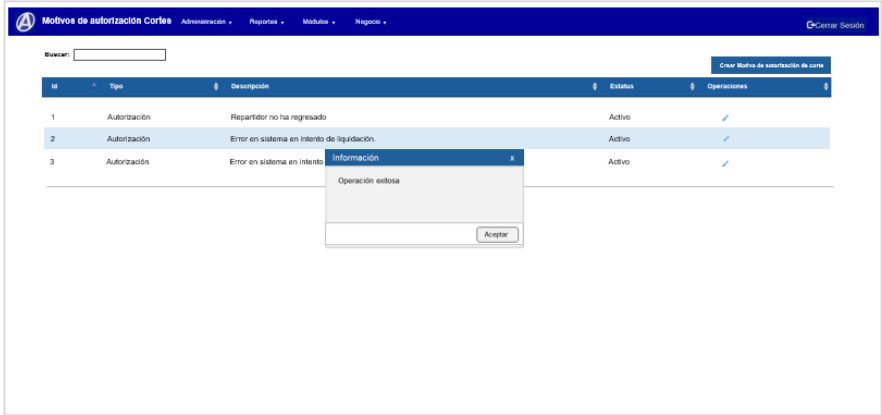 Motivos de autorización Cortes Administración Reportes Módulos Negocio Cerrar Sesión
Buscar:
Crear Motivo de autorización de corte
Id Tipo Descripción Estatus Operaciones
1 Autorización Repartidor no ha regresado Activo
2 Autorización Error en sistema en intento de liquidación. Activo
3 Autorización Error en sistema en intento Activo
Información x
Operación exitosa
Aceptar